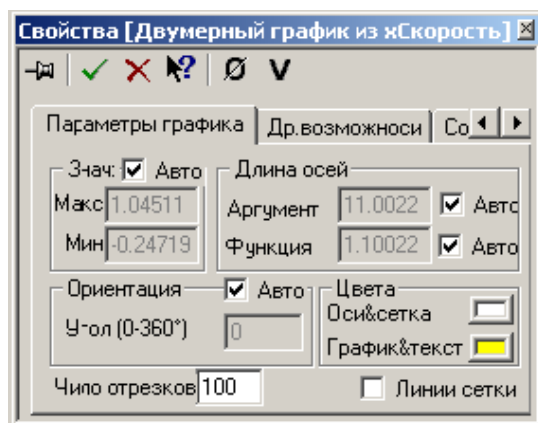 Свойства [Двумерный график из хСкорость]
Ø V
Параметры графика Др.возможноси Со
Знач: Авто Длина осей
Макс 1.04511 Аргумент 11.0022 Авто
Мин -0.24719 Функция 1.10022 Авто
Ориентация Авто Цвета
Угол (0-360°) 0 Оси&сетка
График&текст
Чило отрезков 100 Линии сетки